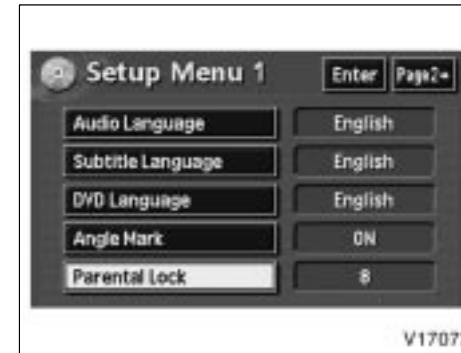 Setup Menu 1 Enter Page2→
Audio Language English
Subtitle Language English
DVD Language English
Angle Mark ON
Parental Lock 8
V1707